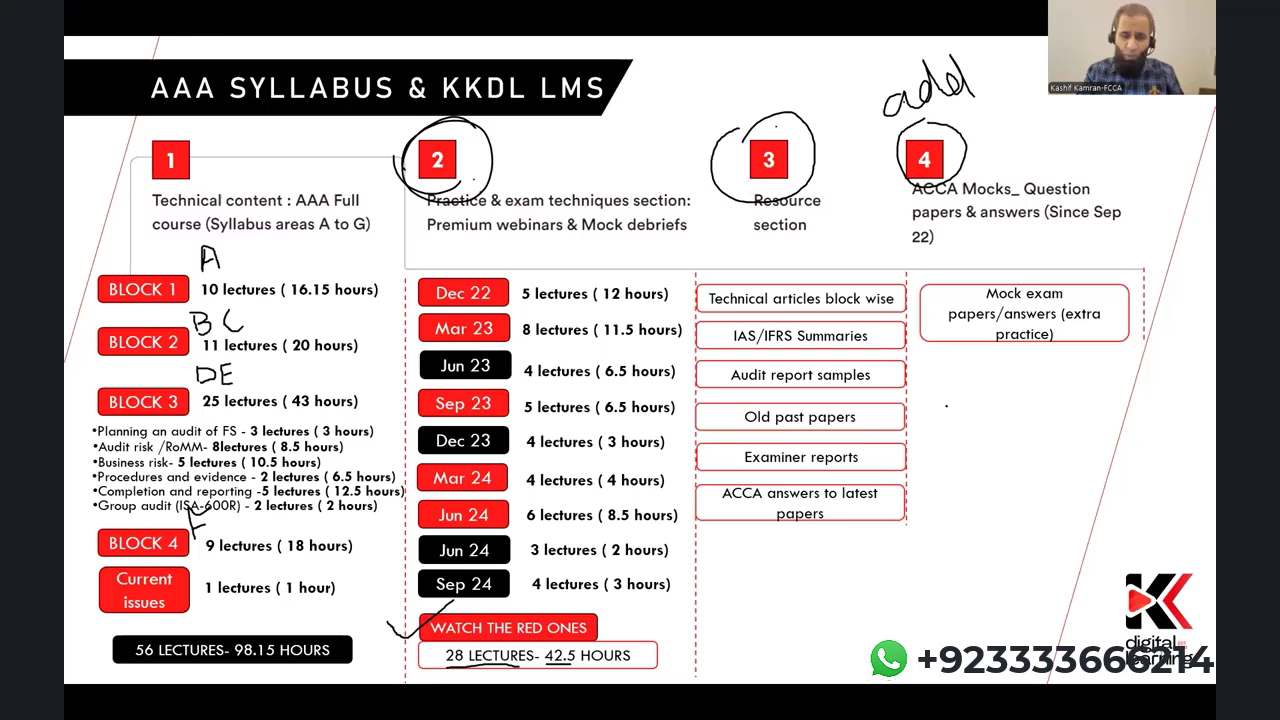 Kashif Kamran-FCCA
AAA SYLLABUS & KKDL LMS
add
1
Technical content : AAA Full
course (Syllabus areas A to G)
A
BLOCK 1
10 lectures ( 16.15 hours)
B C
BLOCK 2
11 lectures ( 20 hours)
DE
BLOCK 3
25 lectures ( 43 hours)
•Planning an audit of FS - 3 lectures ( 3 hours)
•Audit risk /RoMM- 8lectures ( 8.5 hours)
•Business risk- 5 lectures ( 10.5 hours)
•Procedures and evidence - 2 lectures ( 6.5 hours)
•Completion and reporting -5 lectures ( 12.5 hours)
•Group audit (ISA-600R) - 2 lectures ( 2 hours)
F
BLOCK 4
9 lectures ( 18 hours)
Current
issues
1 lectures ( 1 hour)
56 LECTURES- 98.15 HOURS
2
Practice & exam techniques section:
Premium webinars & Mock debriefs
Dec 22
5 lectures ( 12 hours)
Mar 23
8 lectures ( 11.5 hours)
Jun 23
4 lectures ( 6.5 hours)
Sep 23
5 lectures ( 6.5 hours)
Dec 23
4 lectures ( 3 hours)
Mar 24
4 lectures ( 4 hours)
Jun 24
6 lectures ( 8.5 hours)
Jun 24
3 lectures ( 2 hours)
Sep 24
4 lectures ( 3 hours)
WATCH THE RED ONES
28 LECTURES- 42.5 HOURS
3
Resource
section
Technical articles block wise
IAS/IFRS Summaries
Audit report samples
Old past papers
Examiner reports
ACCA answers to latest
papers
4
ACCA Mocks_ Question
papers & answers (Since Sep
22)
Mock exam
papers/answers (extra
practice)
K
digital
learning
+923333666214